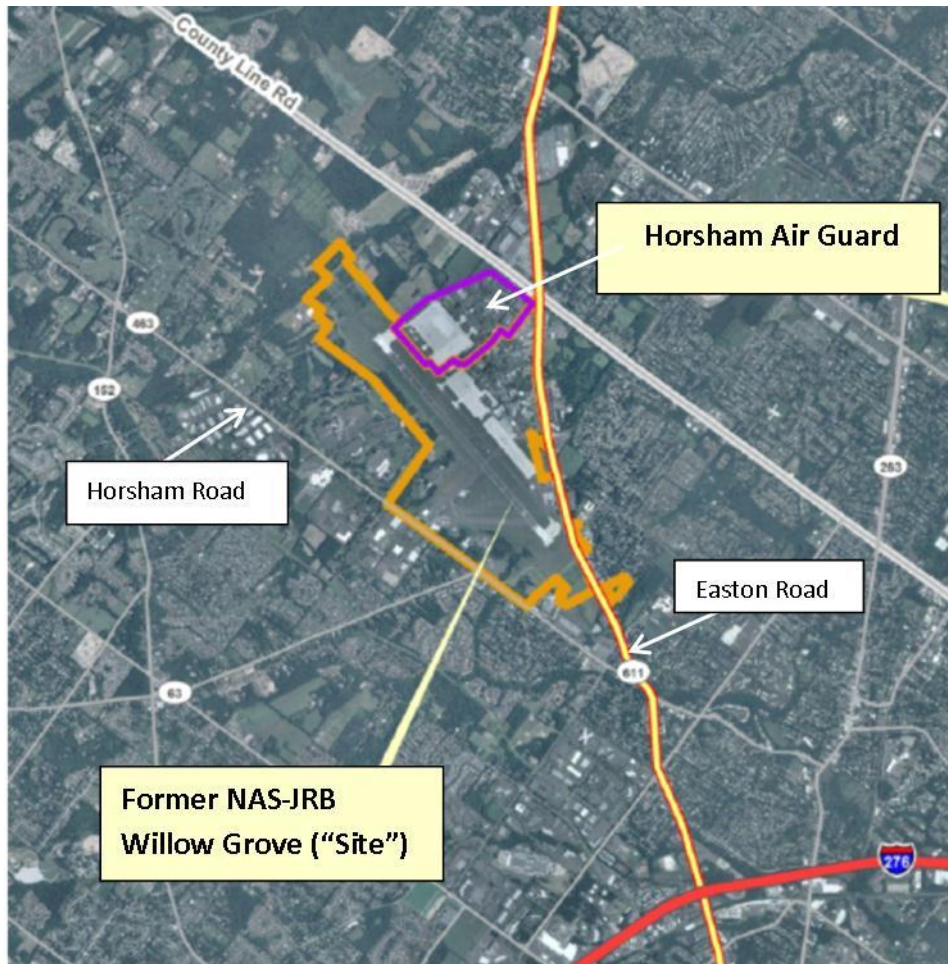 County Line Rd
Horsham Air Guard
463
152
Horsham Road
263
Easton Road
611
63
Former NAS-JRB
Willow Grove (“Site”)
276